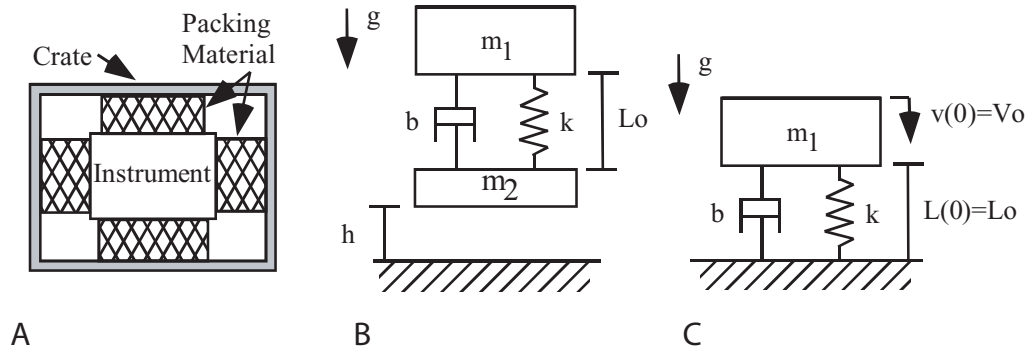 Packing
Material
Crate
Instrument
A
g
m1
b
k
Lo
m2
h
B
g
v(0)=Vo
m1
b
k
L(0)=Lo
C